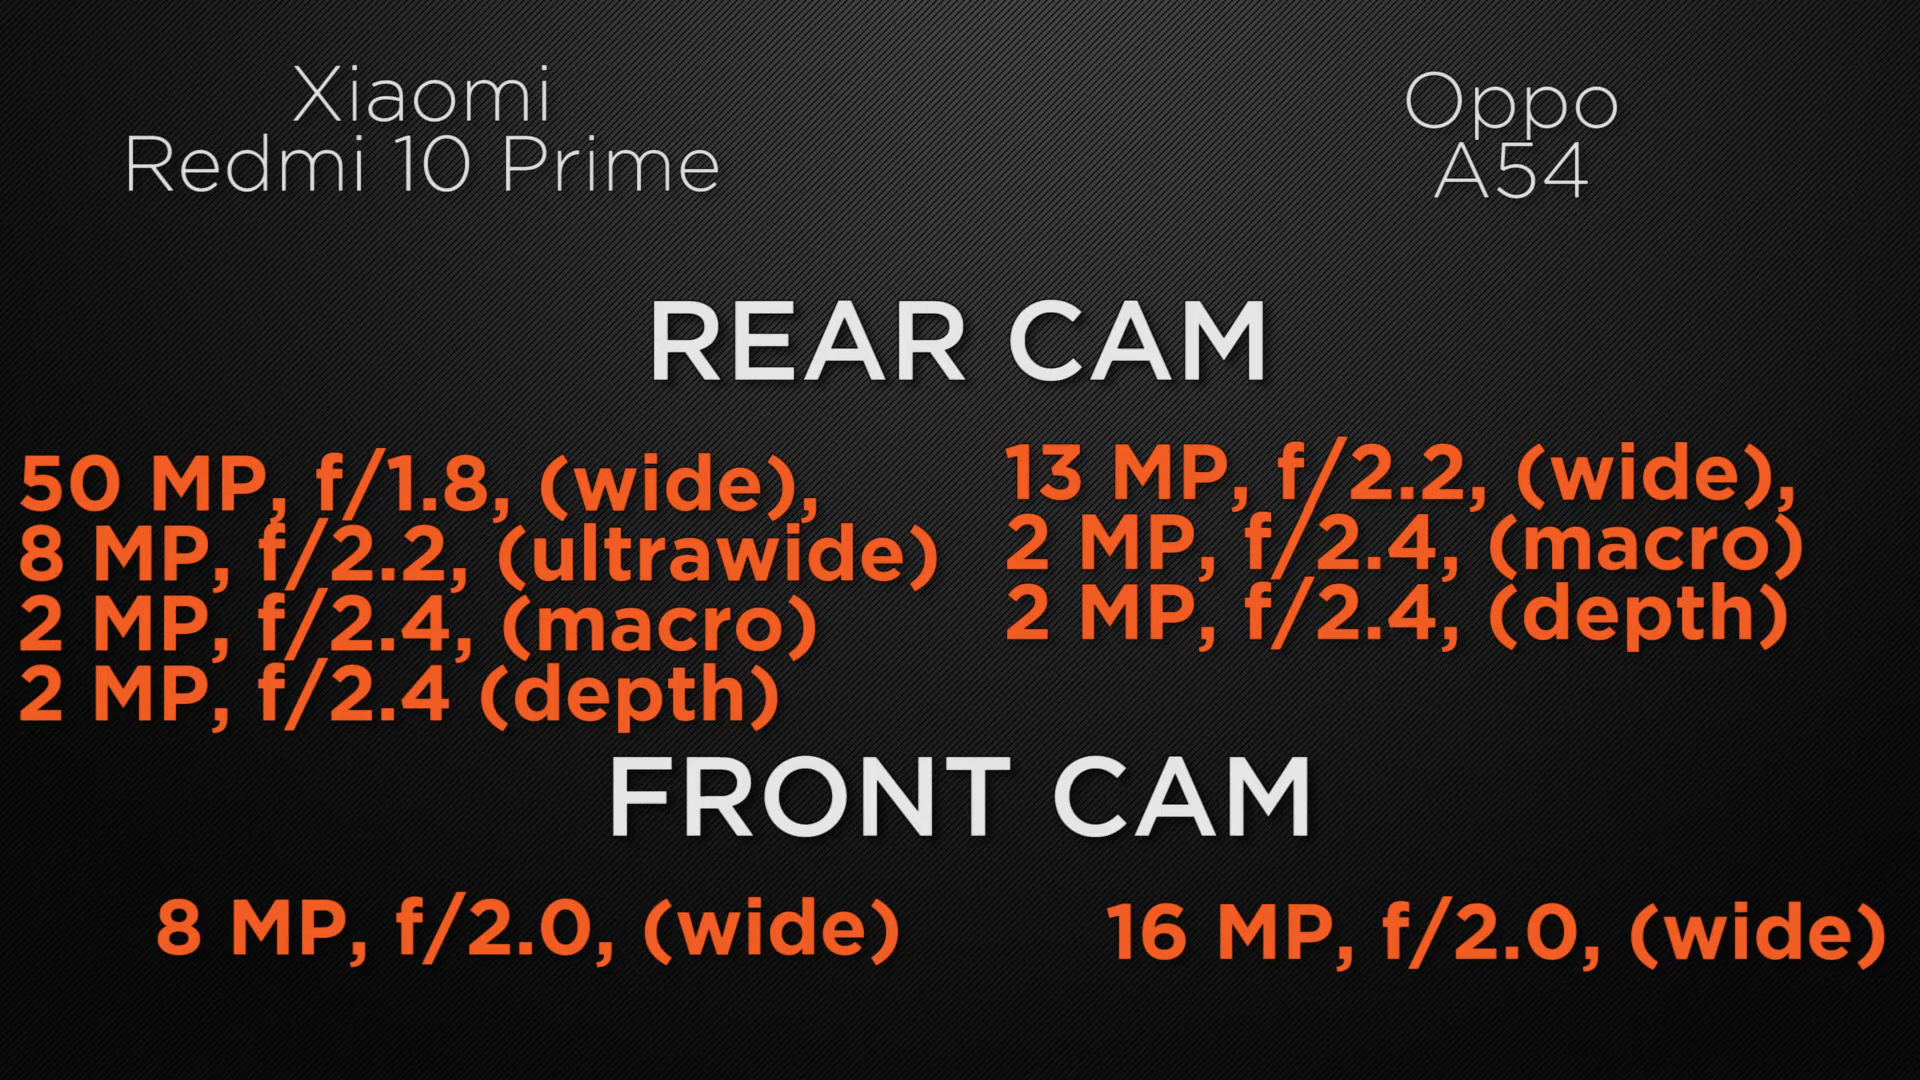 Xiaomi
Redmi 10 Prime
Oppo
A54
REAR CAM
50 MP, f/1.8, (wide),
8 MP, f/2.2, (ultrawide)
2 MP, f/2.4, (macro)
2 MP, f/2.4 (depth)
13 MP, f/2.2, (wide),
2 MP, f/2.4, (macro)
2 MP, f/2.4, (depth)
FRONT CAM
8 MP, f/2.0, (wide)
16 MP, f/2.0, (wide)